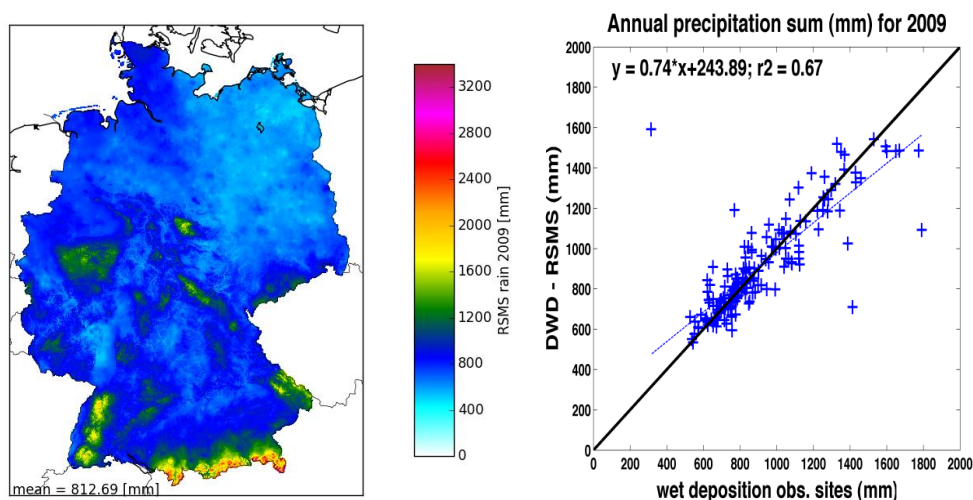 mean = 812.69 [mm]
3200
2800
2400
2000
1600
1200
800
400
0
RSMS rain 2009 [mm]
Annual precipitation sum (mm) for 2009
y = 0.74*x+243.89; r2 = 0.67
2000
1800
1600
1400
1200
1000
800
600
400
200
0
DWD - RSMS (mm)
0 200 400 600 800 1000 1200 1400 1600 1800 2000
wet deposition obs. sites (mm)